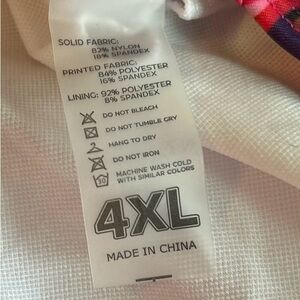 SOLID FABRIC:
82% NYLON
18% SPANDEX
PRINTED FABRIC:
84% POLYESTER
16% SPANDEX
LINING: 92% POLYESTER
8% SPANDEX
DO NOT BLEACH
DO NOT TUMBLE GRY
HANG TO DRY
DO NOT IRON
30
MACHINE WASH COLD
WITH SIMILAR COLORS
4XL
MADE IN CHINA